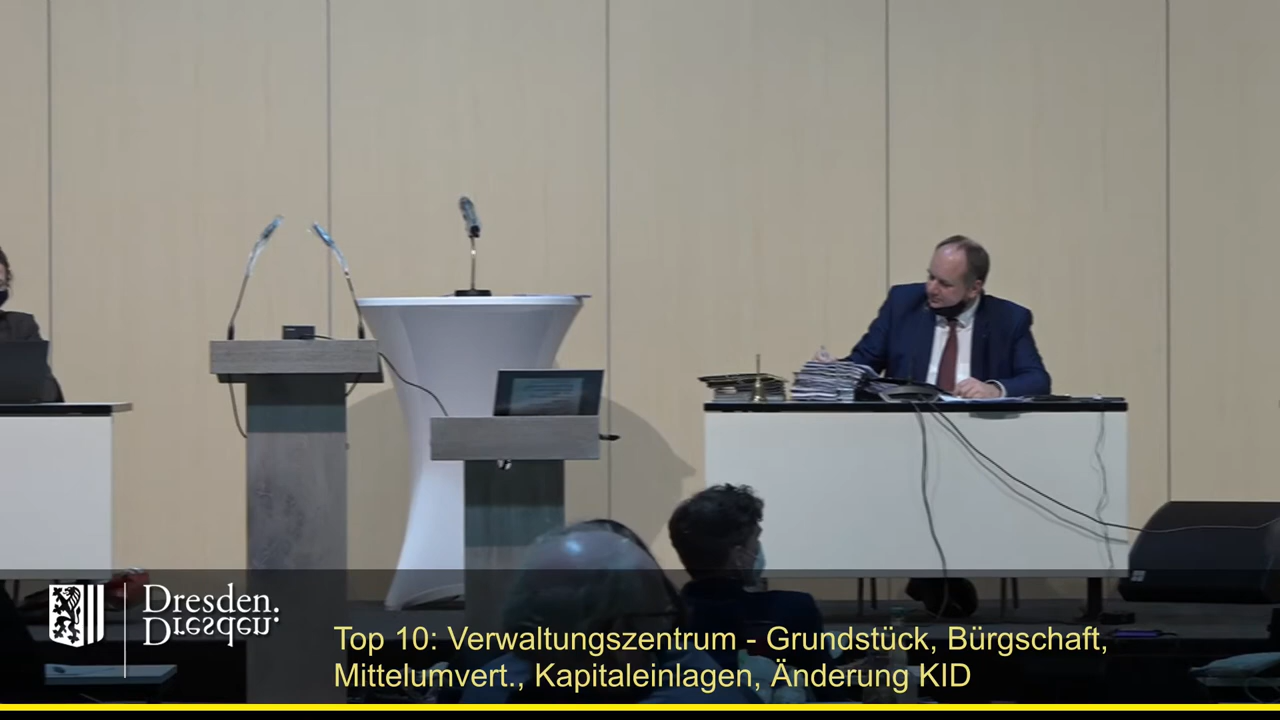 Dresden.
Dresden.
Top 10: Verwaltungszentrum - Grundstück, Bürgschaft,
Mittelumvert., Kapitaleinlagen, Änderung KID